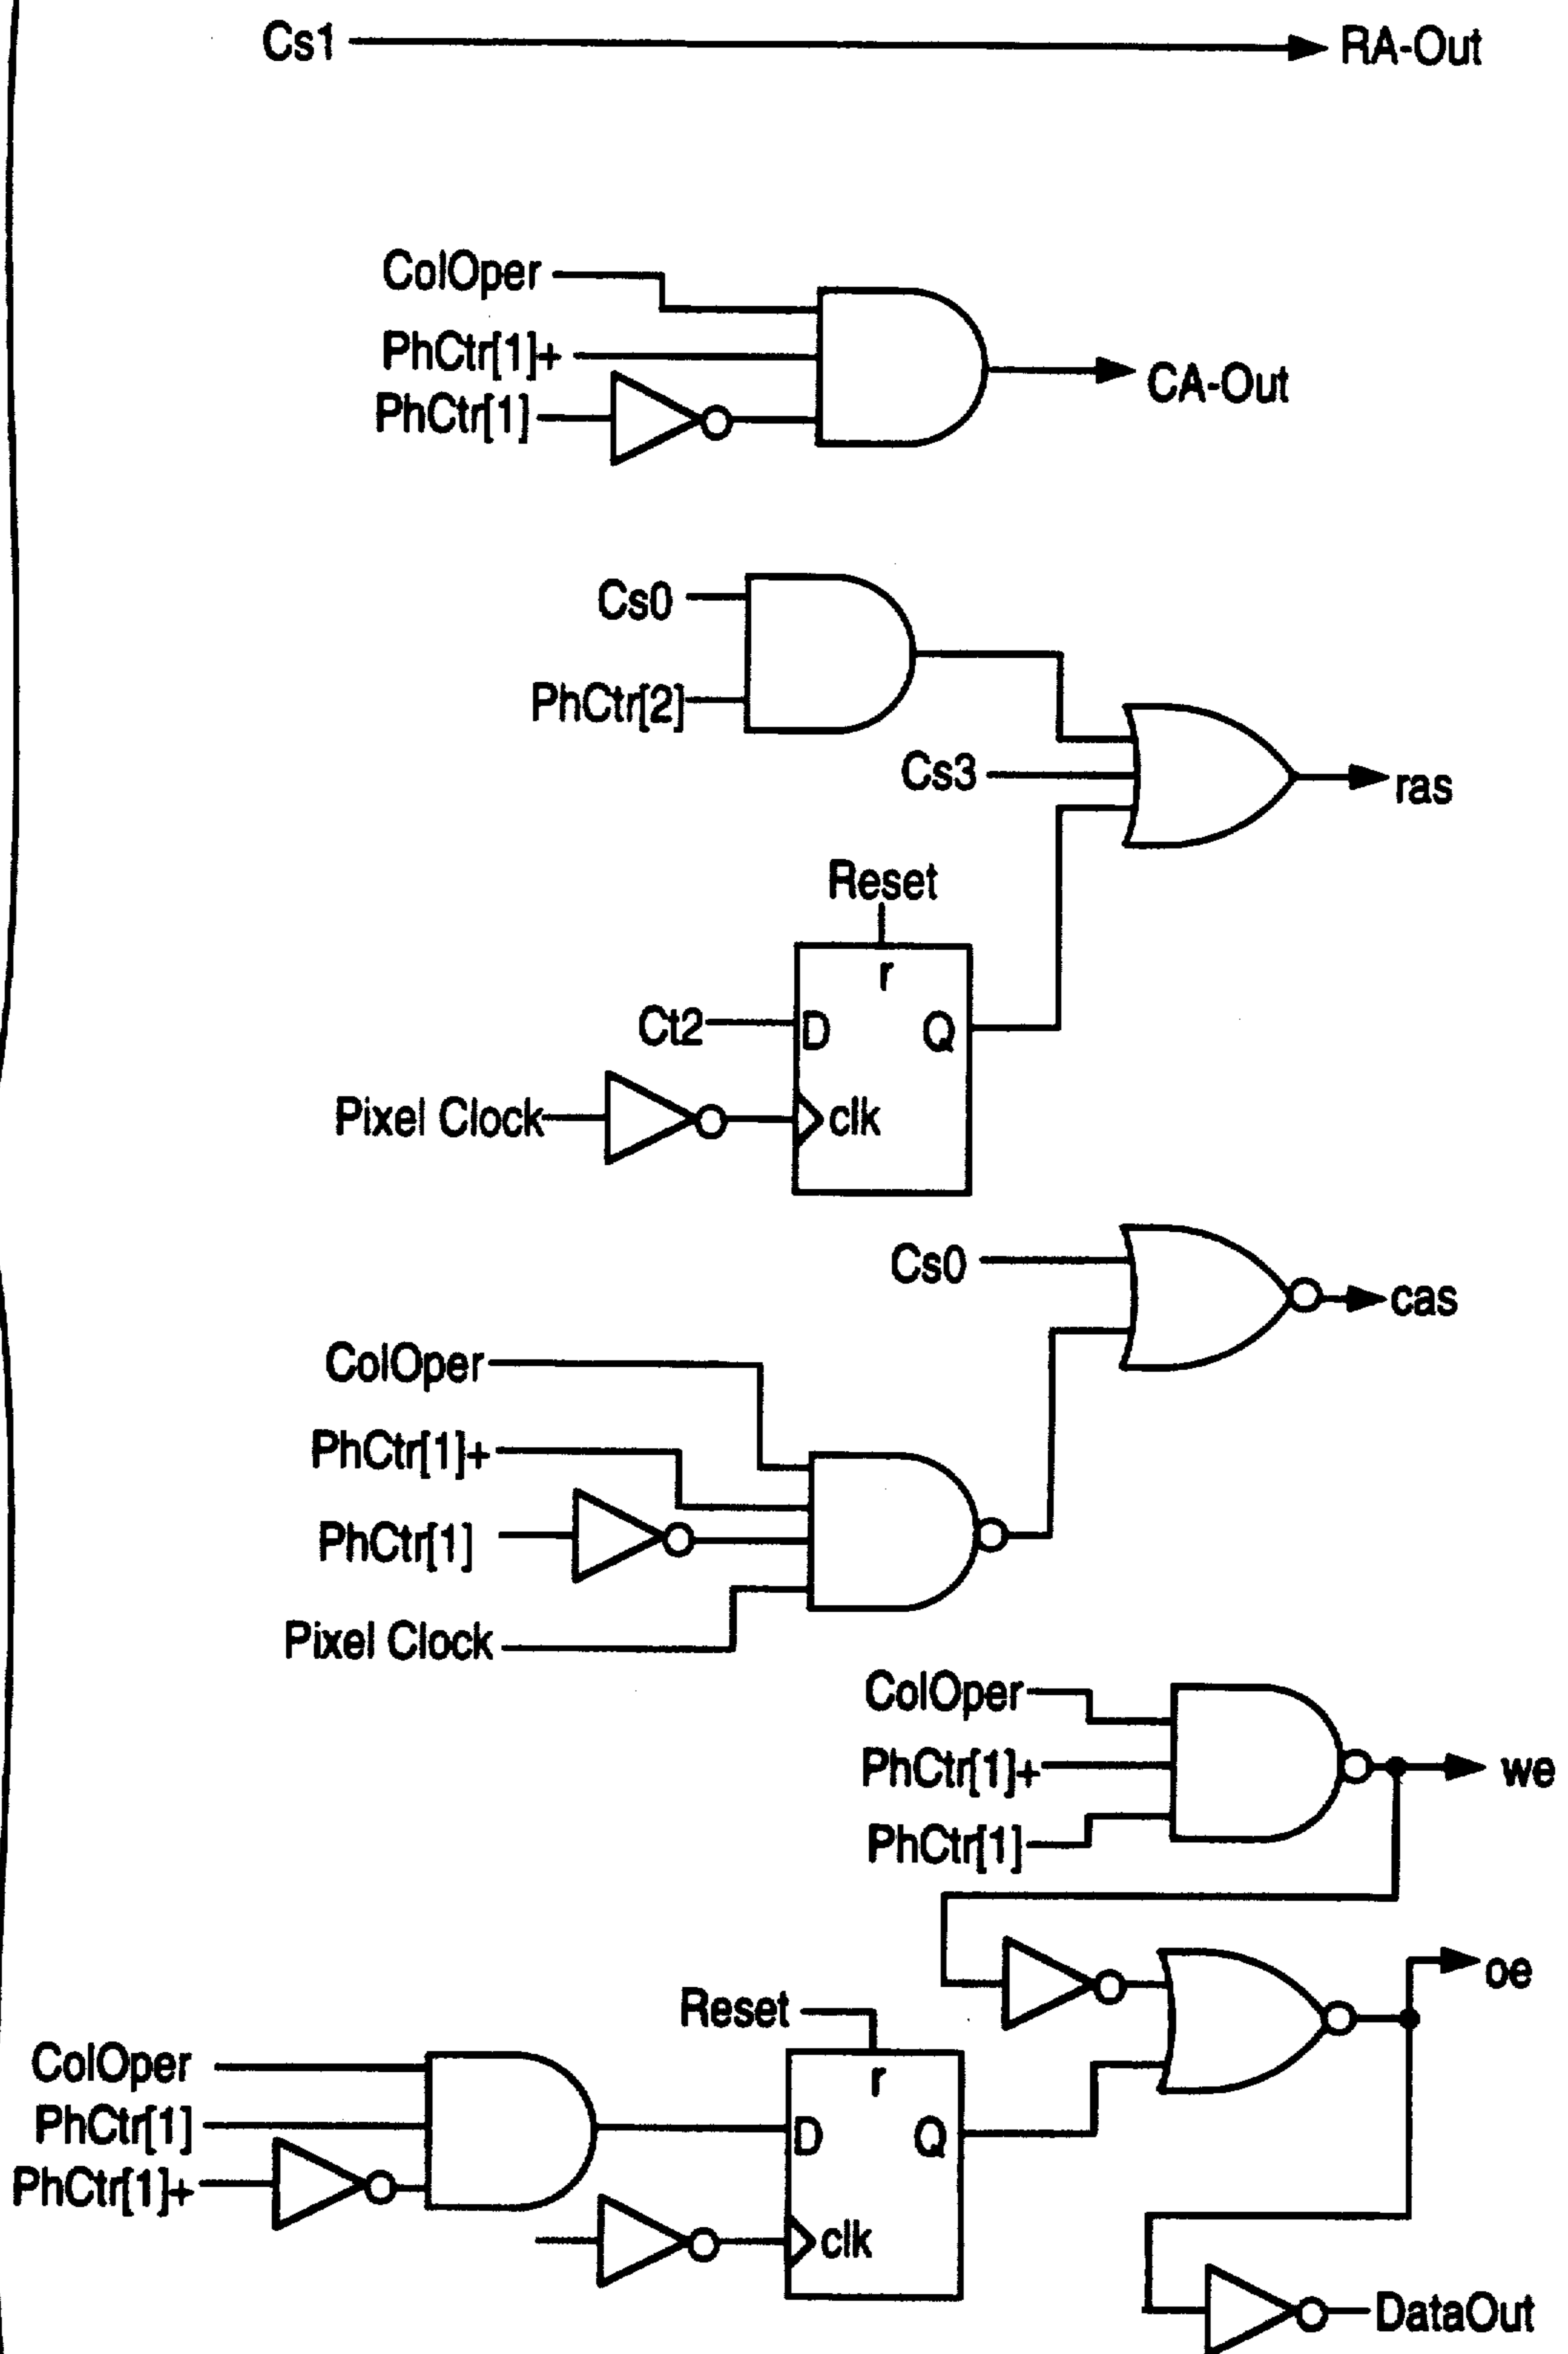 Cs1 RA-Out
ColOper
PhCtr[1]+
CA-Out
PhCtr[1]
Cs0
PhCtr[2]
Cs3
ras
Reset
r
Ct2 D Q
Pixel Clock clk
Cs0
cas
ColOper
PhCtr[1]+
PhCtr[1]
Pixel Clock
ColOper
PhCtr[1]+
we
PhCtr[1]
oe
Reset
ColOper
r
PhCtr[1]
D Q
PhCtr[1]+
clk
DataOut